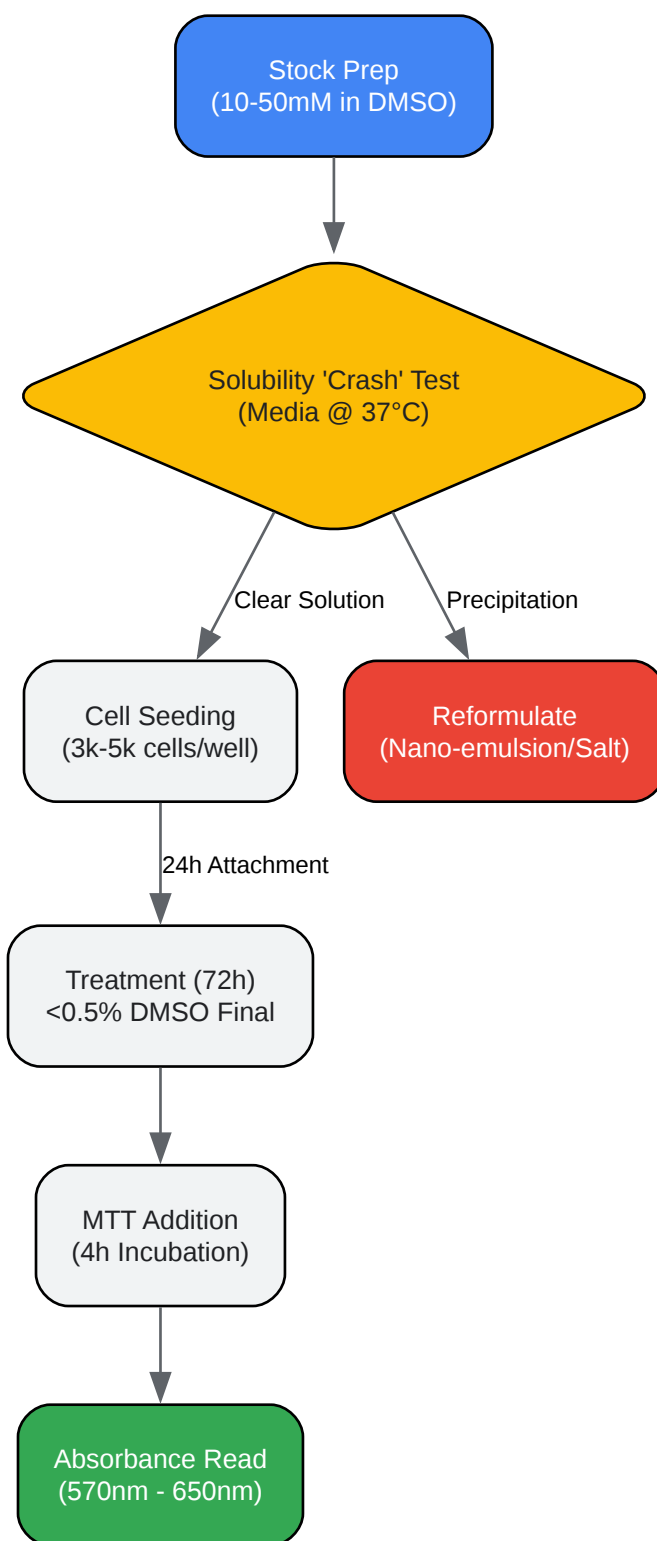 Stock Prep
(10-50mM in DMSO)
Solubility 'Crash' Test
(Media @ 37°C)
Clear Solution
Precipitation
Cell Seeding
(3k-5k cells/well)
Reformulate
(Nano-emulsion/Salt)
24h Attachment
Treatment (72h)
<0.5% DMSO Final
MTT Addition
(4h Incubation)
Absorbance Read
(570nm - 650nm)